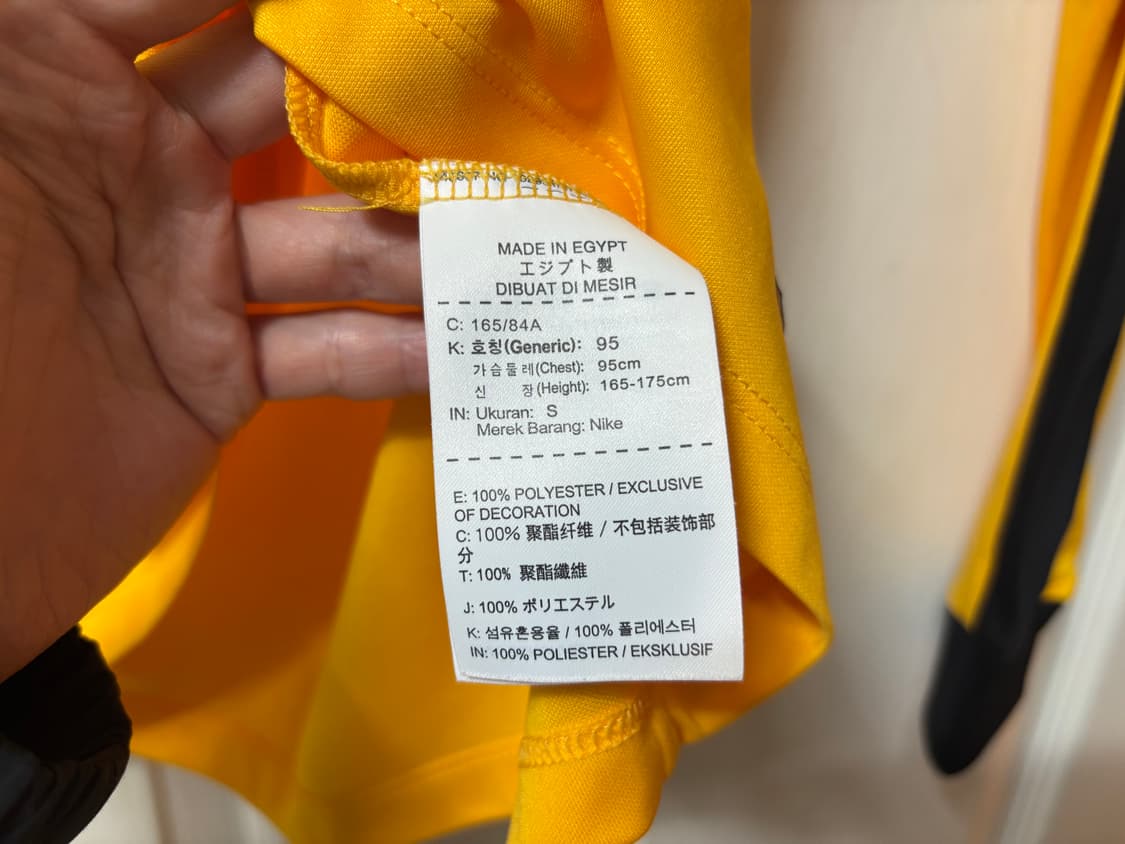 MADE IN EGYPT
エジプト製
DIBUAT DI MESIR
C: 165/84A
K: 호칭(Generic): 95
가슴둘레(Chest): 95cm
신 장(Height): 165-175cm
IN: Ukuran: S
Merek Barang: Nike
E: 100% POLYESTER / EXCLUSIVE
OF DECORATION
C: 100% 聚酯纤维 / 不包括装饰部
分
T: 100% 聚酯纖維
J: 100% ポリエステル
K: 섬유혼용율 / 100% 폴리에스터
IN: 100% POLIESTER / EKSKLUSIF